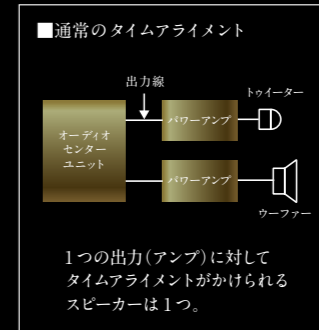 ■通常のタイムアライメント
出力線
トゥイーター
オーディオ
センター
ユニット
パワーアンプ
パワーアンプ
ウーファー
1つの出力(アンプ)に対して
タイムアライメントがかけられる
スピーカーは1つ。